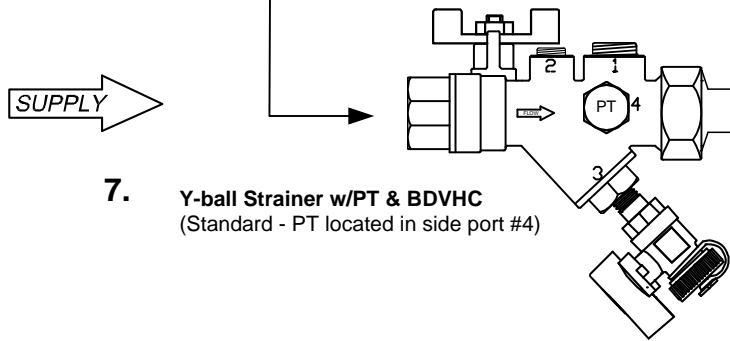 2
1
SUPPLY
FLOW
PT
4
3
7.
Y-ball Strainer w/PT & BDVHC
(Standard - PT located in side port #4)